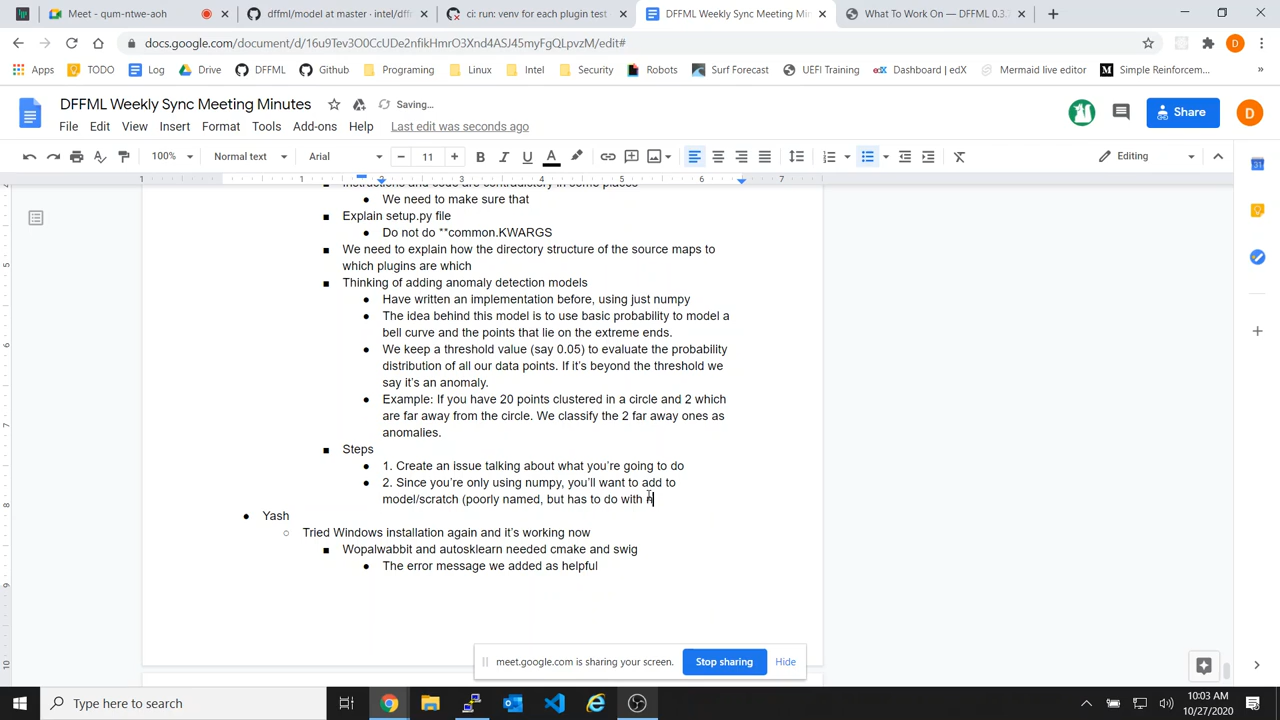 Meet - qum-ntwe-aoh
dffml/model at master · intel/dffm
ci: run: venv for each plugin test
DFFML Weekly Sync Meeting Min
What To Work On — DFFML 0.3.
docs.google.com/document/d/16u9Tev3O0CcUDe2nfikHmrO3Xnd4ASJ45myFgQLpvzM/edit#
D
Apps TODO Log Drive DFFML Github Programing Linux Intel Security Robots Surf Forecast UEFI Training Dashboard | edX Mermaid live editor Simple Reinforcem...
DFFML Weekly Sync Meeting Minutes Saving...
Share
D
File Edit View Insert Format Tools Add-ons Help Last edit was seconds ago
100% Normal text Arial 11 B I U A Editing
1 1 2 3 4 5 6 7
Instructions and code are contradictory in some places
We need to make sure that
Explain setup.py file
Do not do **common.KWARGS
We need to explain how the directory structure of the source maps to
which plugins are which
Thinking of adding anomaly detection models
Have written an implementation before, using just numpy
The idea behind this model is to use basic probability to model a
bell curve and the points that lie on the extreme ends.
We keep a threshold value (say 0.05) to evaluate the probability
distribution of all our data points. If it's beyond the threshold we
say it's an anomaly.
Example: If you have 20 points clustered in a circle and 2 which
are far away from the circle. We classify the 2 far away ones as
anomalies.
Steps
1. Create an issue talking about what you're going to do
2. Since you're only using numpy, you'll want to add to
model/scratch (poorly named, but has to do with n
Yash
Tried Windows installation again and it's working now
Wopalwabbit and autosklearn needed cmake and swig
The error message we added as helpful
meet.google.com is sharing your screen. Stop sharing Hide
Type here to search
10:03 AM
10/27/2020